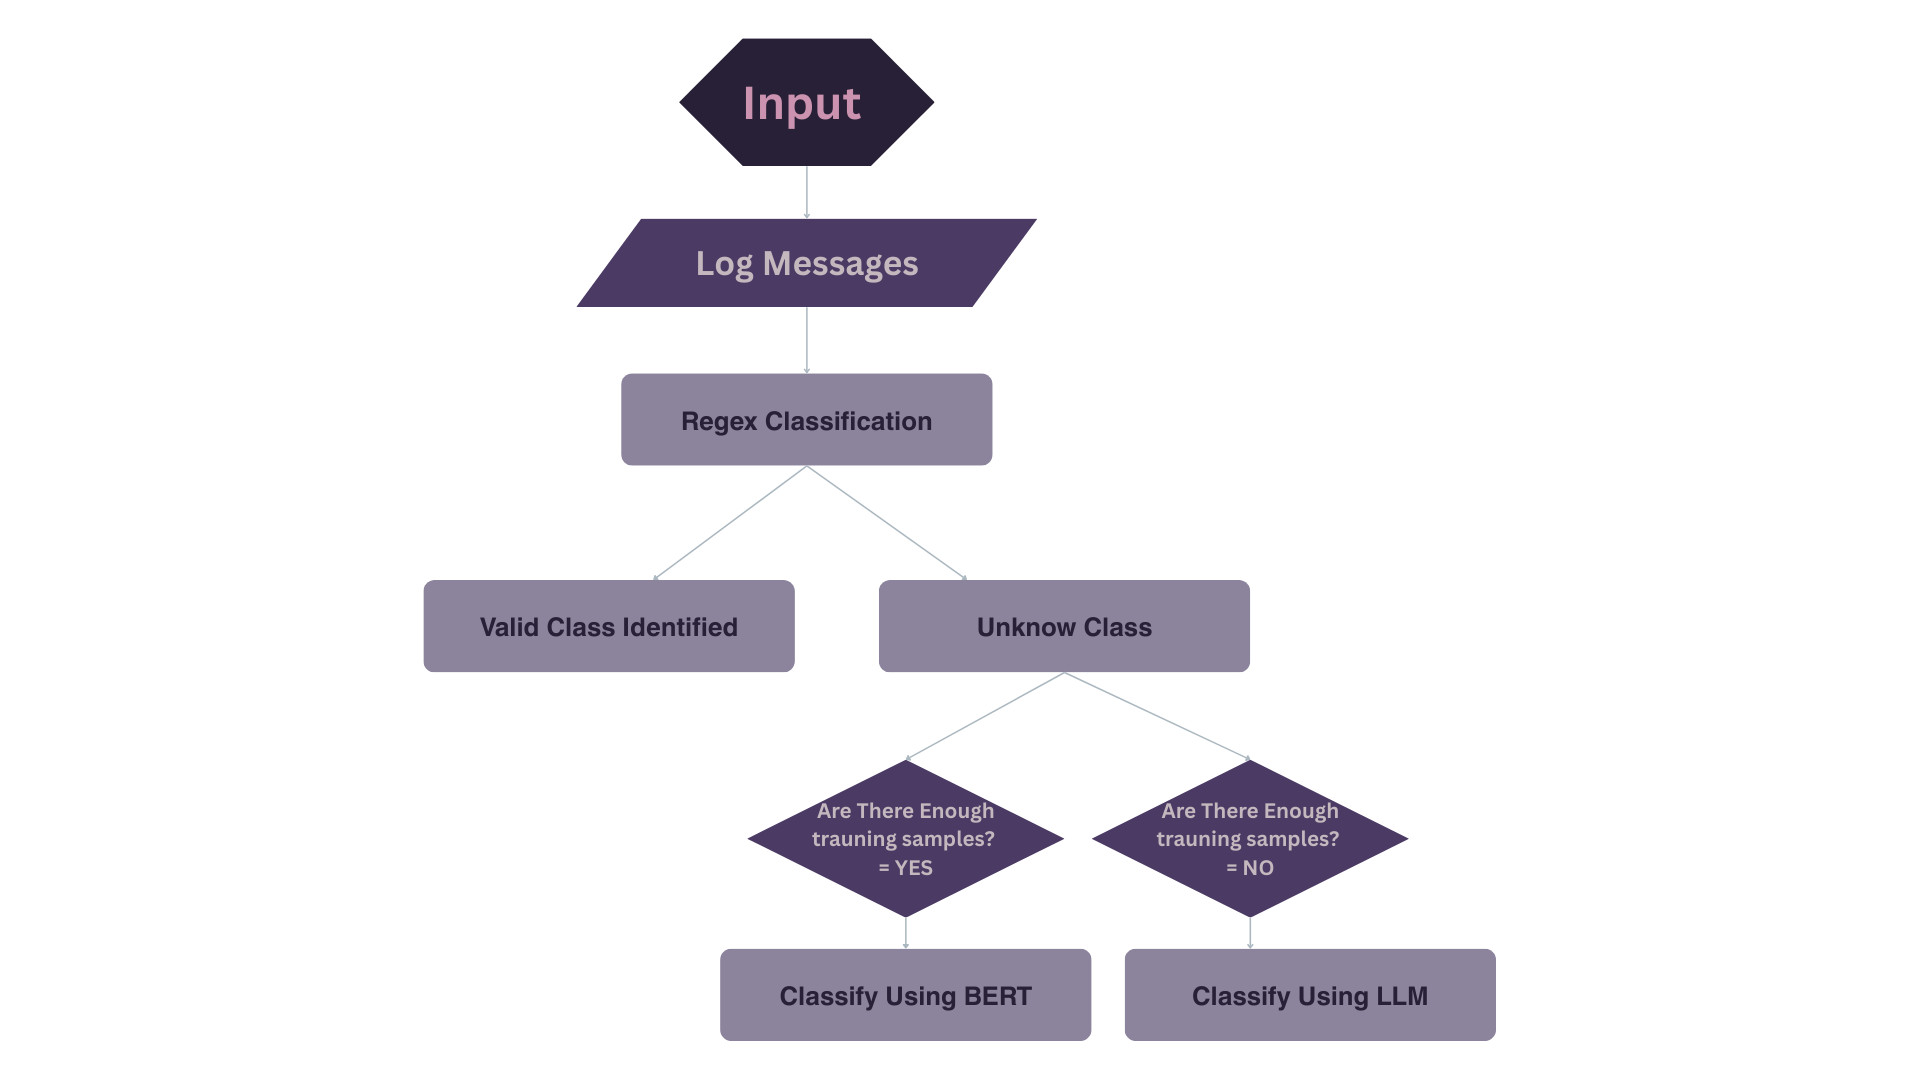 Input
Log Messages
Regex Classification
Valid Class Identified
Unknow Class
Are There Enough
trauning samples?
= YES
Are There Enough
trauning samples?
= NO
Classify Using BERT
Classify Using LLM